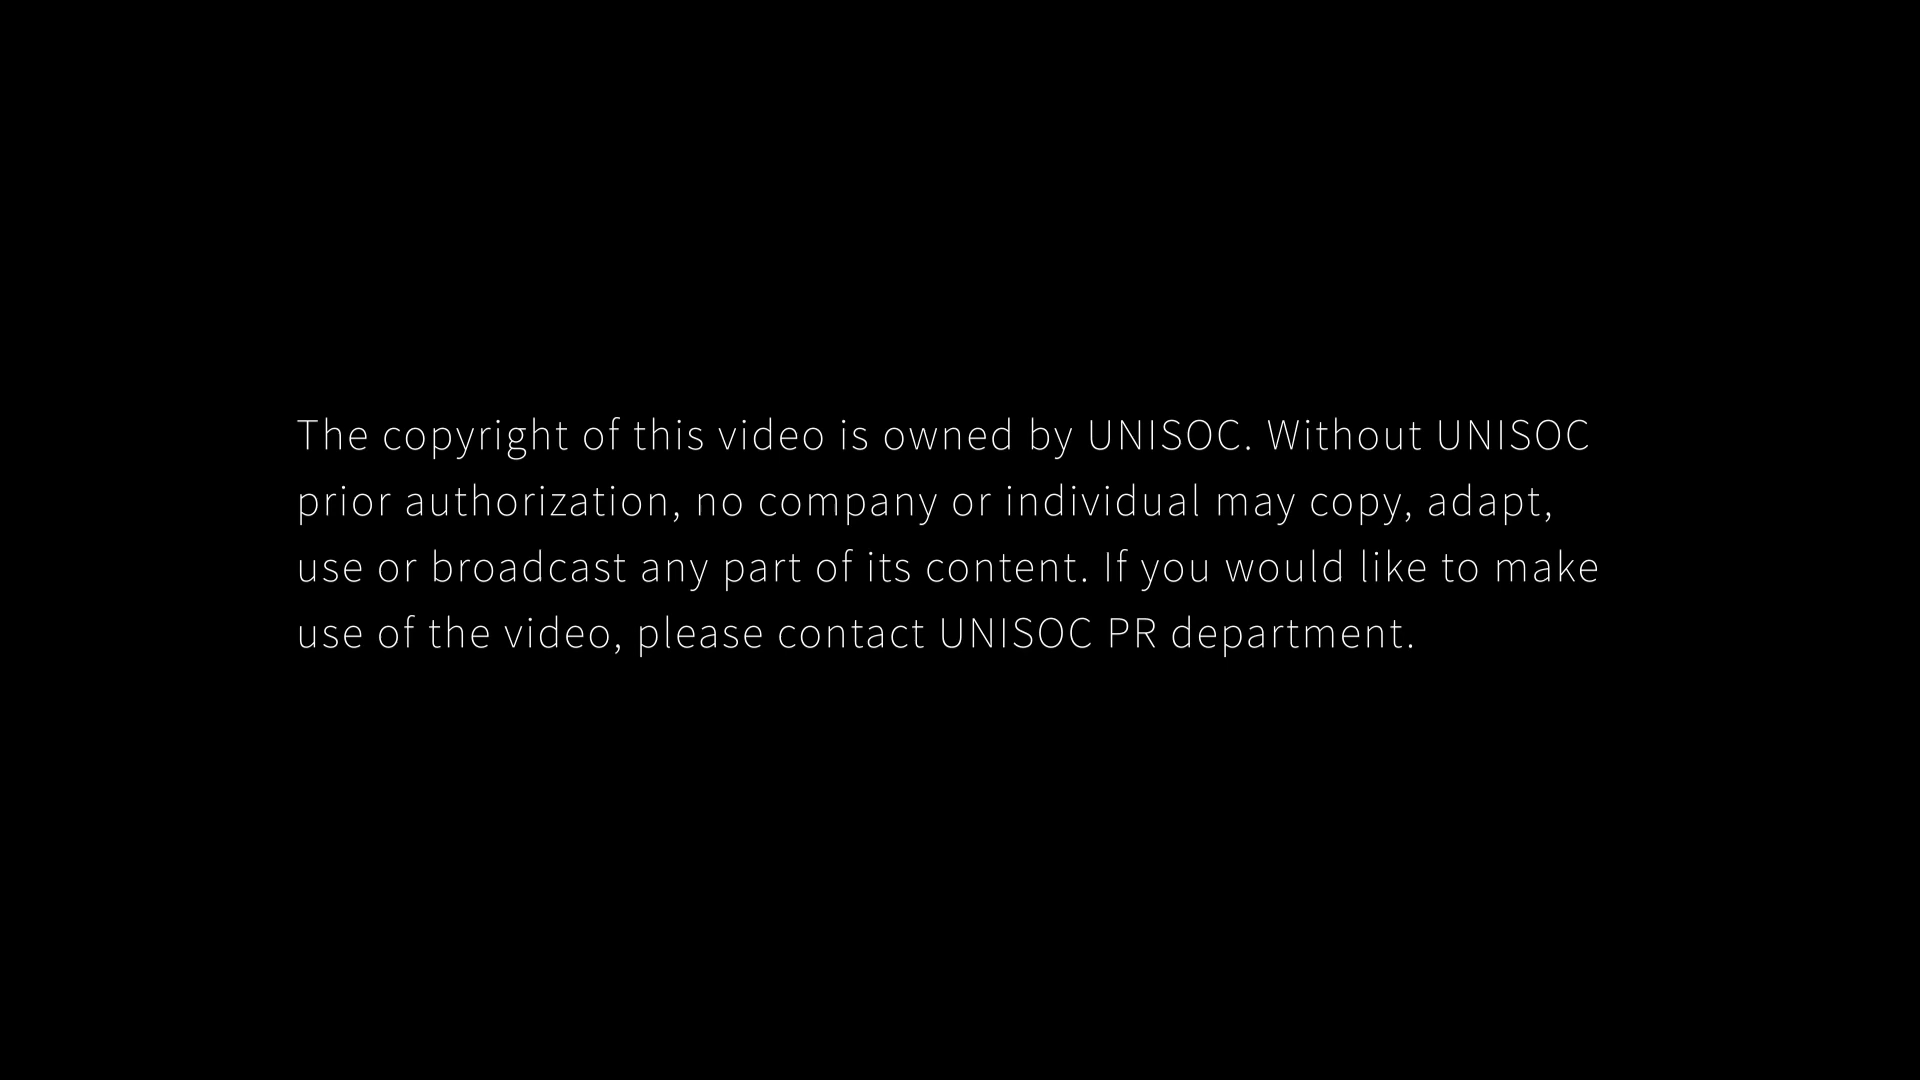 The copyright of this video is owned by UNISOC. Without UNISOC
prior authorization, no company or individual may copy, adapt,
use or broadcast any part of its content. If you would like to make
use of the video, please contact UNISOC PR department.